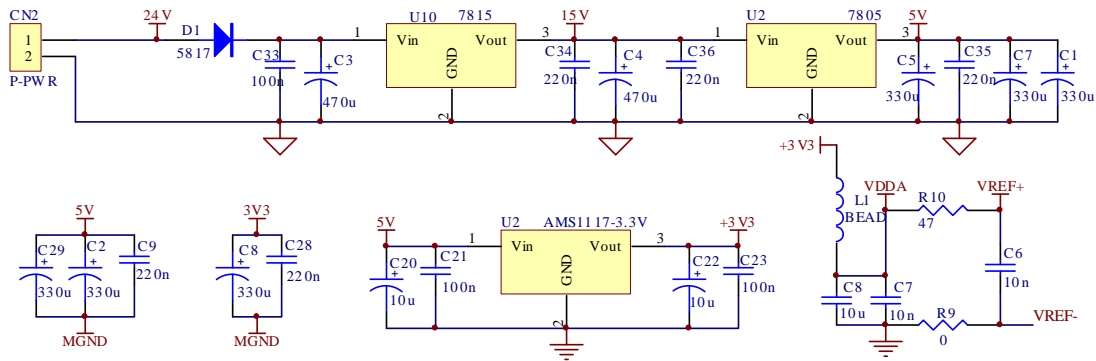 CN2
1
2
P-PWR
24V
D1
5817
C33
100n
C3
470u
U10
7815
1
Vin
Vout
3
GND
2
15V
C34
220n
C4
470u
C36
220n
U2
7805
1
Vin
Vout
3
GND
2
5V
C5
330u
C35
220n
C7
330u
C1
330u
5V
C29
330u
C2
330u
C9
220n
MGND
3V3
C8
330u
C28
220n
MGND
5V
C20
10u
C21
100n
U2
AMS1117-3.3V
1
Vin
Vout
3
GND
2
+3V3
C22
10u
C23
100n
+3V3
L1
BEAD
VDDA
R10
47
VREF+
C8
10u
C7
10n
C6
10n
R9
0
VREF-